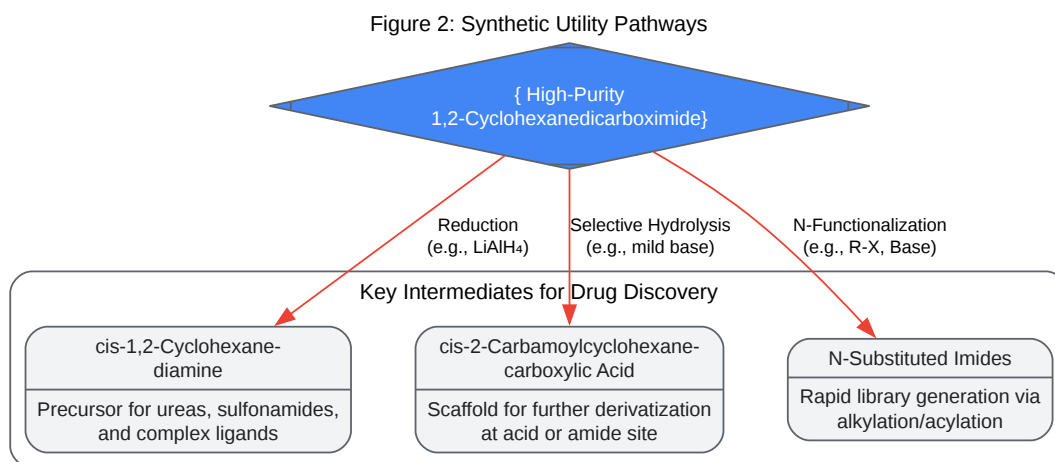 Figure 2: Synthetic Utility Pathways
{ High-Purity
1,2-Cyclohexanedicarboximide}
Reduction
(e.g., LiAlH₄)
Selective Hydrolysis
(e.g., mild base)
N-Functionalization
(e.g., R-X, Base)
Key Intermediates for Drug Discovery
cis-1,2-Cyclohexane-
diamine
Precursor for ureas, sulfonamides,
and complex ligands
cis-2-Carbamoylcyclohexane-
carboxylic Acid
Scaffold for further derivatization
at acid or amide site
N-Substituted Imides
Rapid library generation via
alkylation/acylation